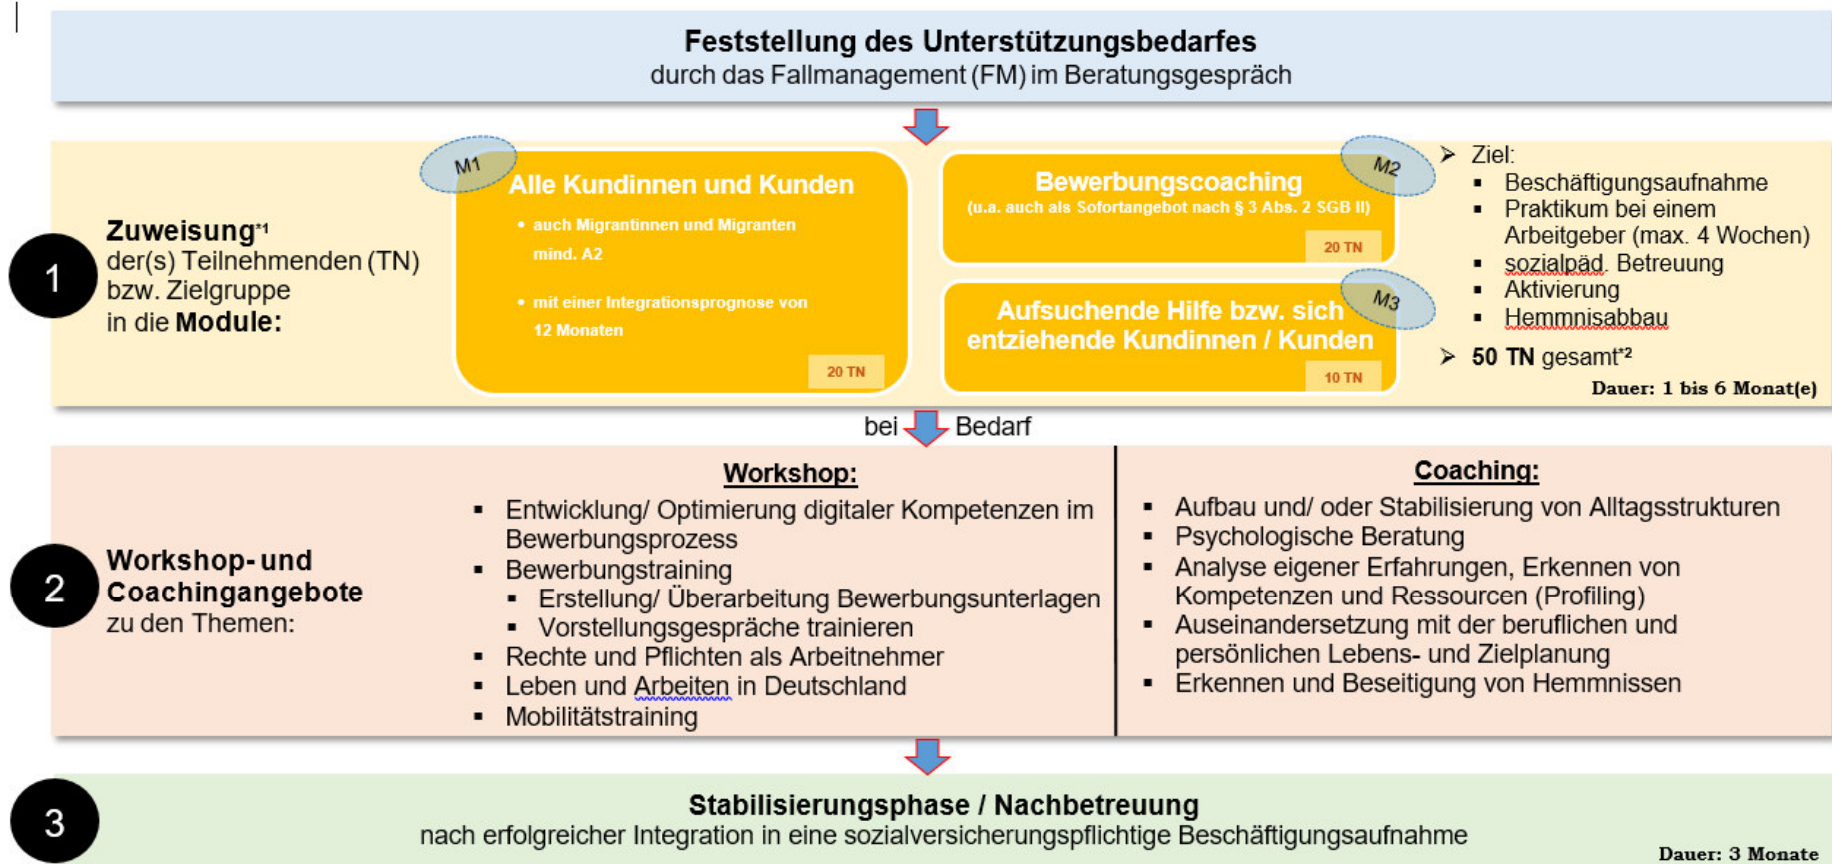 Feststellung des Unterstützungsbedarfes
durch das Fallmanagement (FM) im Beratungsgespräch
1
Zuweisung*1
der(s) Teilnehmenden (TN)
bzw. Zielgruppe
in die Module:
M1
Alle Kundinnen und Kunden
• auch Migrantinnen und Migranten
mind. A2
• mit einer Integrationsprognose von
12 Monaten
20 TN
M2
Bewerbungscoaching
(u.a. auch als Sofortangebot nach § 3 Abs. 2 SGB II)
20 TN
M3
Aufsuchende Hilfe bzw. sich
entziehende Kundinnen / Kunden
10 TN
➢ Ziel:
▪ Beschäftigungsaufnahme
▪ Praktikum bei einem
Arbeitgeber (max. 4 Wochen)
▪ sozialpäd. Betreuung
▪ Aktivierung
▪ Hemmnisabbau
➢ 50 TN gesamt*2
Dauer: 1 bis 6 Monat(e)
bei Bedarf
2
Workshop- und
Coachingangebote
zu den Themen:
Workshop:
▪ Entwicklung/ Optimierung digitaler Kompetenzen im
Bewerbungsprozess
▪ Bewerbungstraining
▪ Erstellung/ Überarbeitung Bewerbungsunterlagen
▪ Vorstellungsgespräche trainieren
▪ Rechte und Pflichten als Arbeitnehmer
▪ Leben und Arbeiten in Deutschland
▪ Mobilitätstraining
Coaching:
▪ Aufbau und/ oder Stabilisierung von Alltagsstrukturen
▪ Psychologische Beratung
▪ Analyse eigener Erfahrungen, Erkennen von
Kompetenzen und Ressourcen (Profiling)
▪ Auseinandersetzung mit der beruflichen und
persönlichen Lebens- und Zielplanung
▪ Erkennen und Beseitigung von Hemmnissen
3
Stabilisierungsphase / Nachbetreuung
nach erfolgreicher Integration in eine sozialversicherungspflichtige Beschäftigungsaufnahme
Dauer: 3 Monate